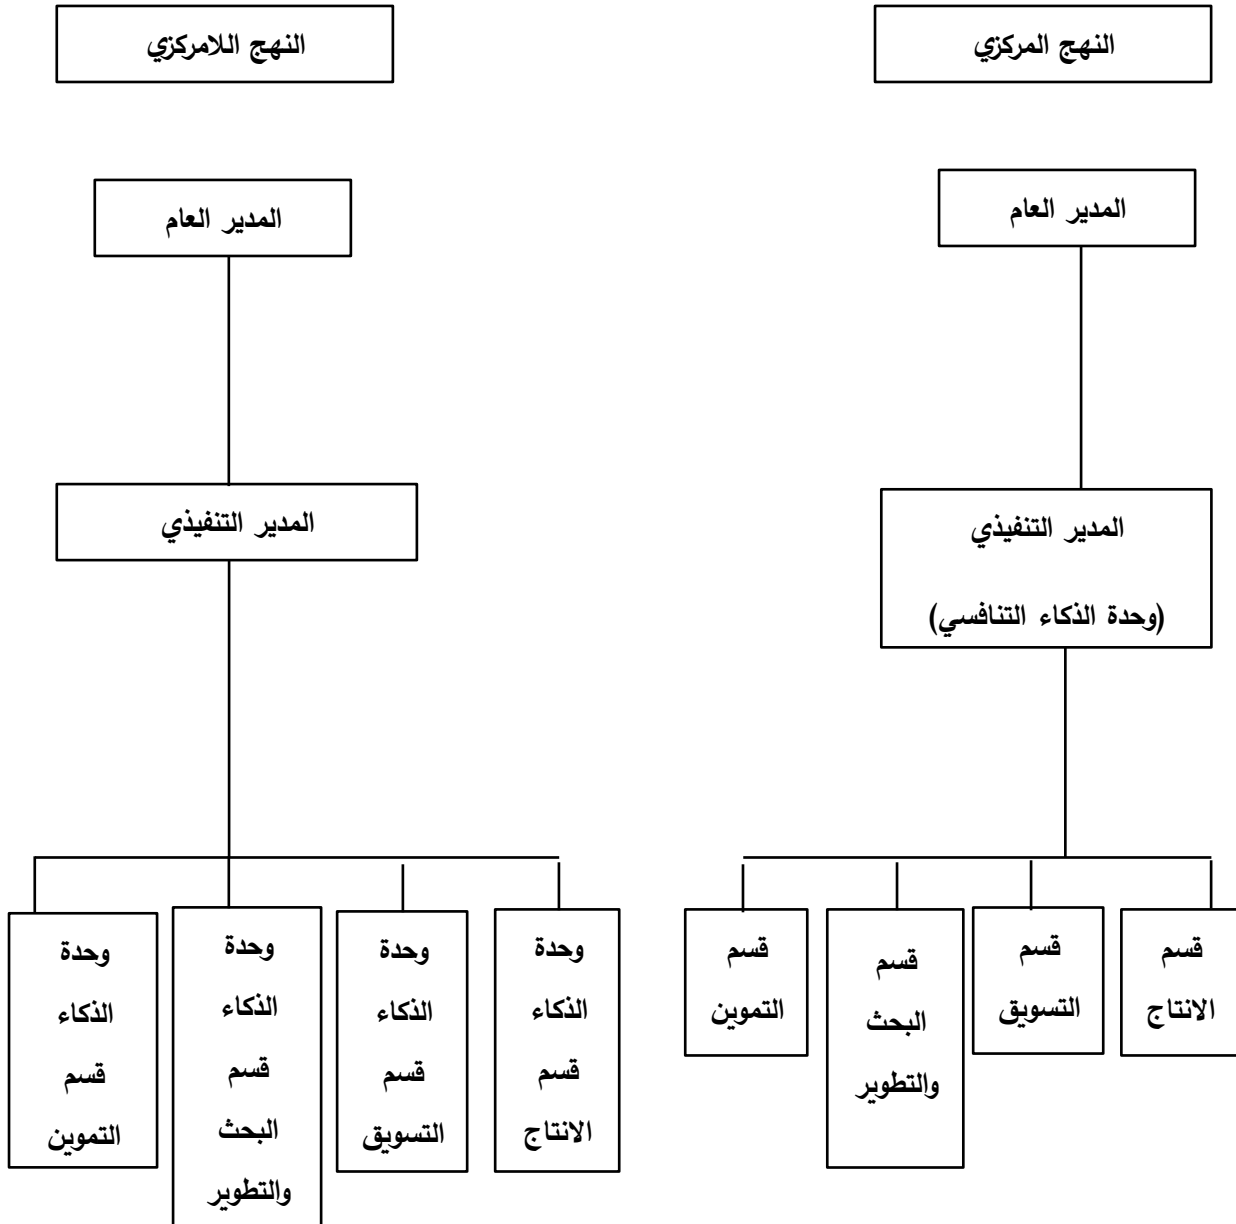 النهج المركزي
النهج اللامركزي
المدير العام
المدير العام
المدير التنفيذي
(وحدة الذكاء التنافسي)
المدير التنفيذي
قسم
الانتاج
قسم
التسويق
قسم
البحث
والتطوير
قسم
التموين
وحدة
الذكاء
قسم
الانتاج
وحدة
الذكاء
قسم
التسويق
وحدة
الذكاء
قسم
البحث
والتطوير
وحدة
الذكاء
قسم
التموين